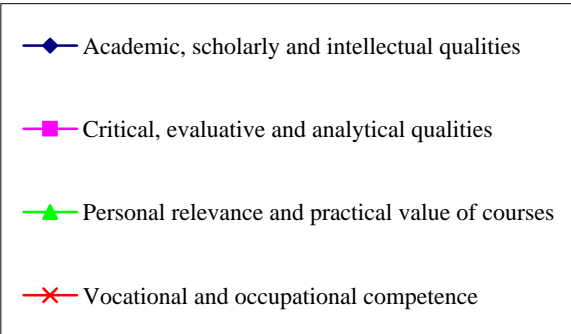 Academic, scholarly and intellectual qualities
Critical, evaluative and analytical qualities
Personal relevance and practical value of courses
Vocational and occupational competence